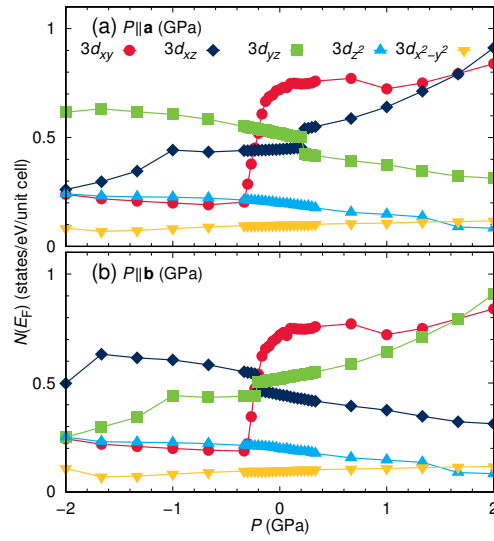 (a) P||a (GPa)
3dxy 3dxz 3dyz 3dz² 3dx²−y²
1
0.5
0
(b) P||b (GPa)
1
0.5
0
N(EF) (states/eV/unit cell)
−2 −1 0 1 2
P (GPa)